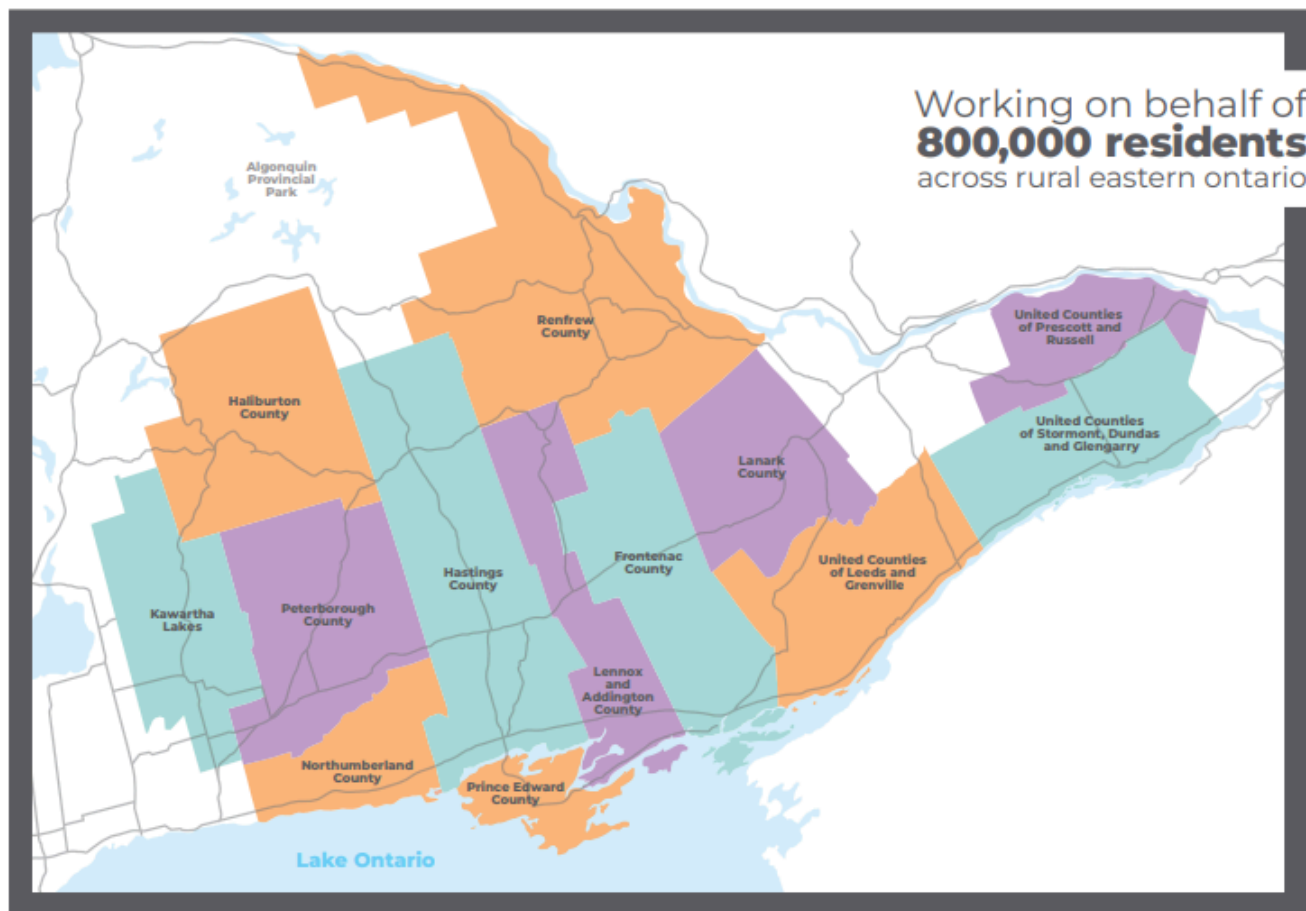 Working on behalf of
800,000 residents
across rural eastern ontario
Algonquin
Provincial
Park
Renfrew
County
United Counties
of Prescott and
Russell
Haliburton
County
United Counties
of Stormont, Dundas
and Glengarry
Lanark
County
Frontenac
County
United Counties
of Leeds and
Grenville
Hastings
County
Kawartha
Lakes
Peterborough
County
Lennox
and
Addington
County
Northumberland
County
Prince Edward
County
Lake Ontario